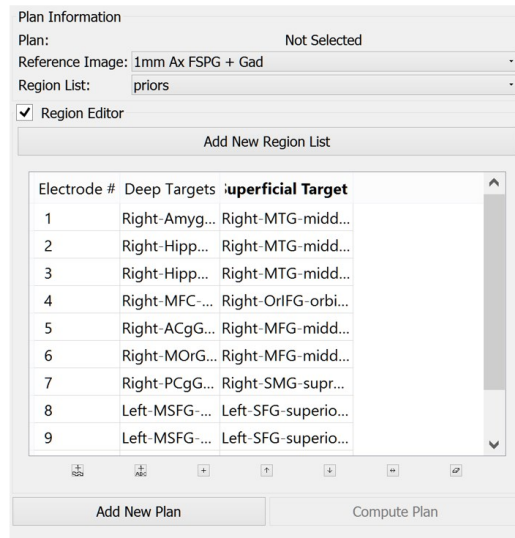 Plan Information
Plan: Not Selected
Reference Image: 1mm Ax FSPG + Gad
Region List: priors
Region Editor
Add New Region List
Electrode # Deep Targets Superficial Target
1 Right-Amyg... Right-MTG-midd...
2 Right-Hipp... Right-MTG-midd...
3 Right-Hipp... Right-MTG-midd...
4 Right-MFC-... Right-OrIFG-orbi...
5 Right-ACgG... Right-MFG-midd...
6 Right-MOrG... Right-MFG-midd...
7 Right-PCgG... Right-SMG-supr...
8 Left-MSFG-... Left-SFG-superio...
9 Left-MSFG-... Left-SFG-superio...
ABC
Add New Plan Compute Plan